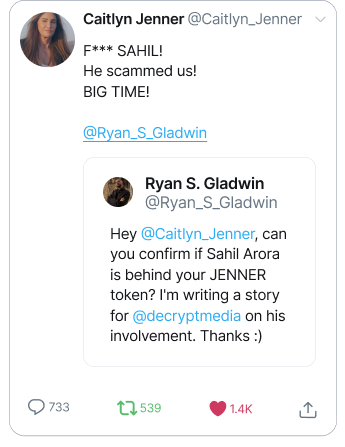 Caitlyn Jenner @Caitlyn_Jenner
F*** SAHIL!
He scammed us!
BIG TIME!
@Ryan_S_Gladwin
Ryan S. Gladwin
@Ryan_S_Gladwin
Hey @Caitlyn_Jenner, can
you confirm if Sahil Arora
is behind your JENNER
token? I'm writing a story
for @decryptmedia on his
involvement. Thanks :)
733 539 1.4K